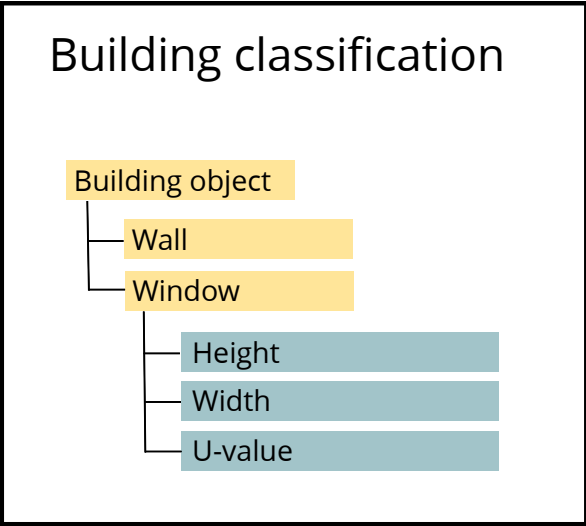 Building classification
Building object
Wall
Window
Height
Width
U-value